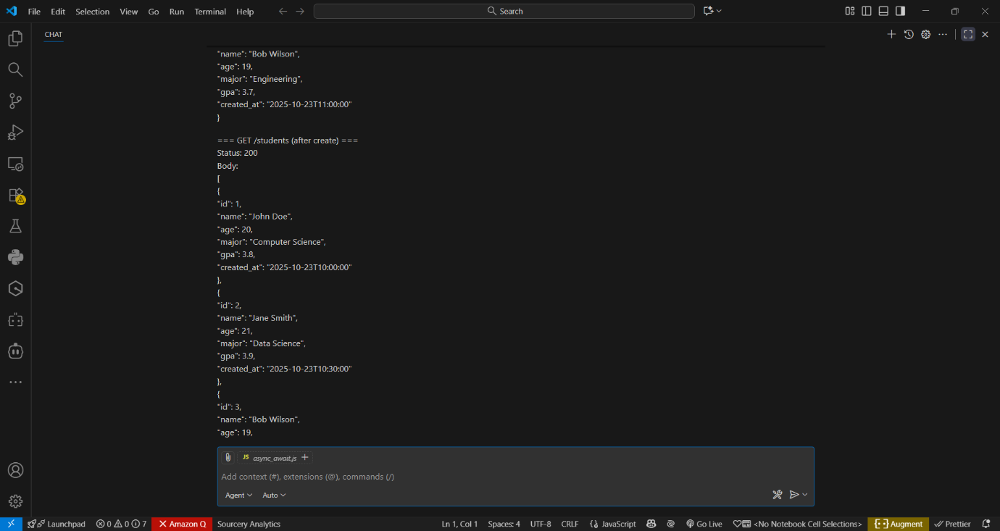 File Edit Selection View Go Run Terminal Help
Search
CHAT
"name": "Bob Wilson",
"age": 19,
"major": "Engineering",
"gpa": 3.7,
"created_at": "2025-10-23T11:00:00"
}
=== GET /students (after create) ===
Status: 200
Body:
[
{
"id": 1,
"name": "John Doe",
"age": 20,
"major": "Computer Science",
"gpa": 3.8,
"created_at": "2025-10-23T10:00:00"
},
{
"id": 2,
"name": "Jane Smith",
"age": 21,
"major": "Data Science",
"gpa": 3.9,
"created_at": "2025-10-23T10:30:00"
},
{
"id": 3,
"name": "Bob Wilson",
"age": 19,
JS async_await.js
Add context (#), extensions (@), commands (/)
Agent Auto
Launchpad 0 0 7 Amazon Q Sourcery Analytics Ln 1, Col 1 Spaces: 4 UTF-8 CRLF JavaScript Go Live <No Notebook Cell Selections> Augment Prettier